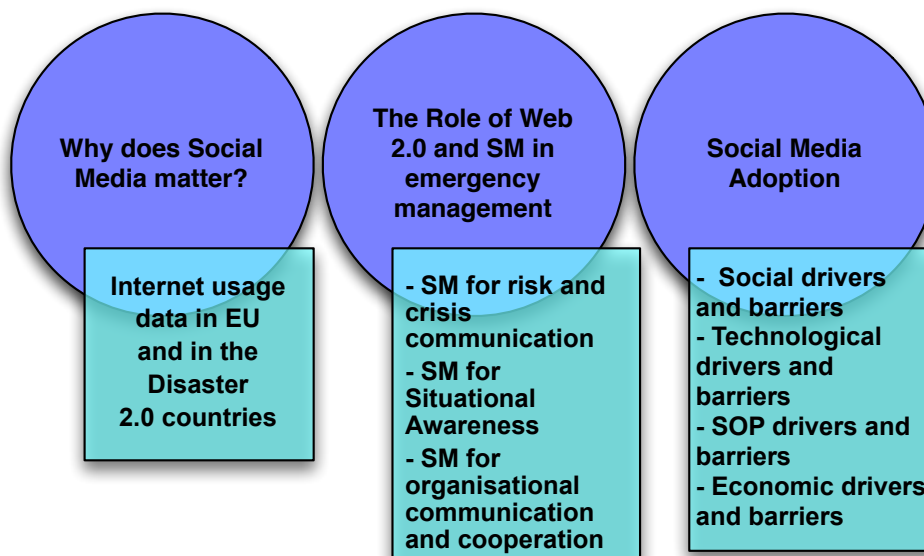 Why does Social
Media matter?
Internet usage
data in EU
and in the
Disaster
2.0 countries
The Role of Web
2.0 and SM in
emergency
management
- SM for risk and
crisis
communication
- SM for
Situational
Awareness
- SM for
organisational
communication
and cooperation
Social Media
Adoption
- Social drivers
and barriers
- Technological
drivers and
barriers
- SOP drivers and
barriers
- Economic drivers
and barriers